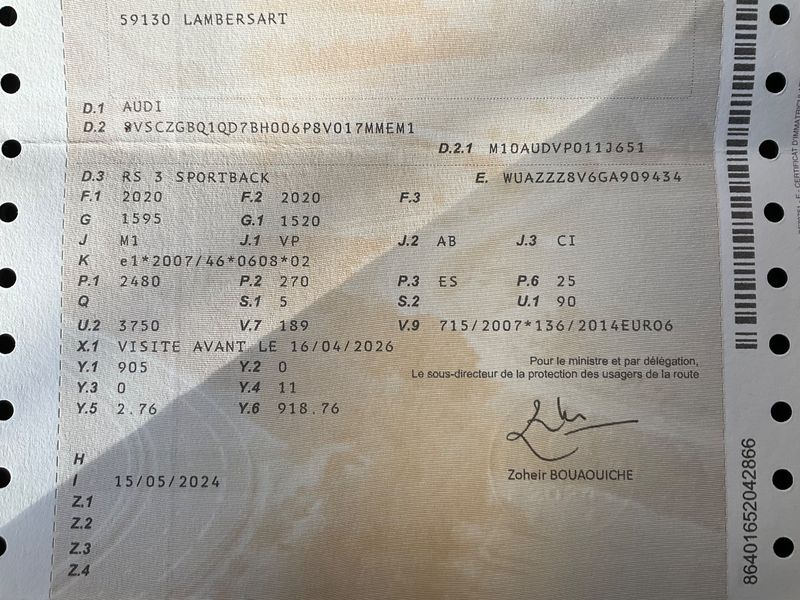 59130 LAMBERSART
D.1 AUDI
D.2 8VSCZGBQ1QD7BH006P8V017MMEM1
D.2.1 M10AUDVP011J651
D.3 RS 3 SPORTBACK E. WUAZZZ8V6GA909434
F.1 2020 F.2 2020 F.3
G 1595 G.1 1520
J M1 J.1 VP J.2 AB J.3 CI
K e1*2007/46*0608*02
P.1 2480 P.2 270 P.3 ES P.6 25
Q S.1 5 S.2 U.1 90
U.2 3750 V.7 189 V.9 715/2007*136/2014EURO6
X.1 VISITE AVANT LE 16/04/2026
Y.1 905 Y.2 0
Y.3 0 Y.4 11
Y.5 2.76 Y.6 918.76
Pour le ministre et par délégation,
Le sous-directeur de la protection des usagers de la route
Zoheir BOUAOUICHE
H
I 15/05/2024
Z.1
Z.2
Z.3
Z.4
86401652042866